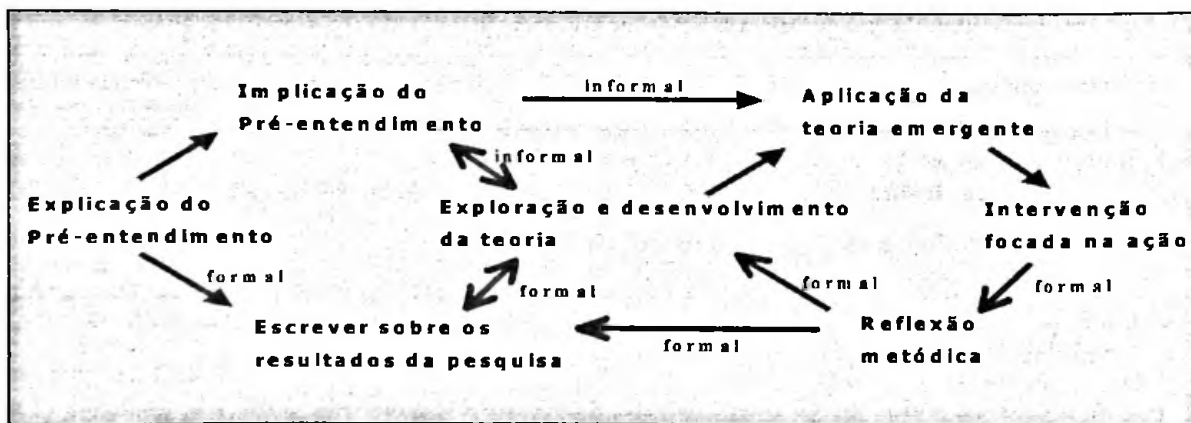 Implicação do
Pré-entendimento
informal
Aplicação da
teoria emergente
informal
Explicação do
Pré-entendimento
Exploração e desenvolvimento
da teoria
Intervenção
focada na ação
formal
formal
formal
formal
Escrever sobre os
resultados da pesquisa
formal
Reflexão
metódica